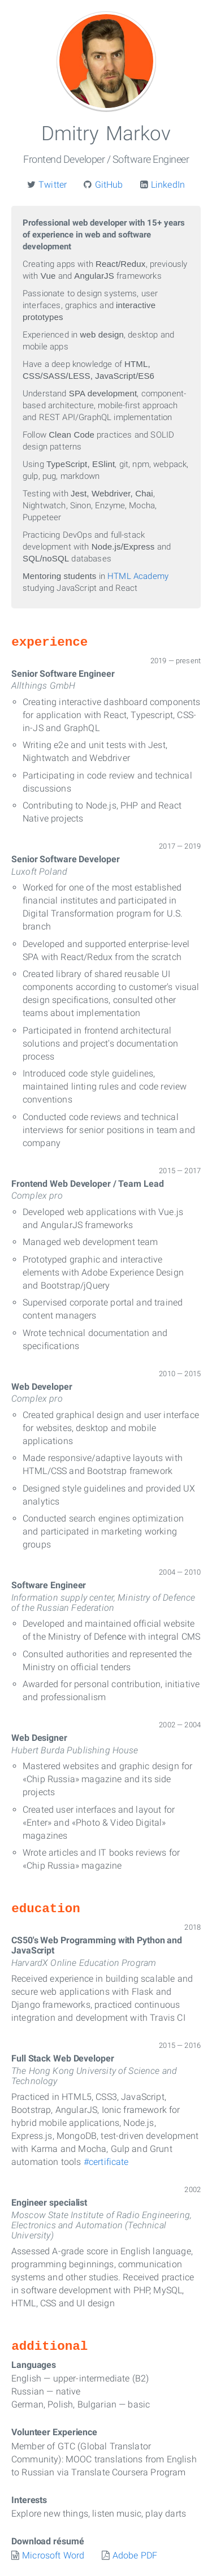 Dmitry Markov
Frontend Developer / Software Engineer
Twitter GitHub LinkedIn
Professional web developer with 15+ years
of experience in web and software
development
Creating apps with React/Redux, previously
with Vue and AngularJS frameworks
Passionate to design systems, user
interfaces, graphics and interactive
prototypes
Experienced in web design, desktop and
mobile apps
Have a deep knowledge of HTML,
CSS/SASS/LESS, JavaScript/ES6
Understand SPA development, component-
based architecture, mobile-first approach
and REST API/GraphQL implementation
Follow Clean Code practices and SOLID
design patterns
Using TypeScript, ESlint, git, npm, webpack,
gulp, pug, markdown
Testing with Jest, Webdriver, Chai,
Nightwatch, Sinon, Enzyme, Mocha,
Puppeteer
Practicing DevOps and full-stack
development with Node.js/Express and
SQL/noSQL databases
Mentoring students in HTML Academy
studying JavaScript and React
experience
2019 — present
Senior Software Engineer
Allthings GmbH
Creating interactive dashboard components
for application with React, Typescript, CSS-
in-JS and GraphQL
Writing e2e and unit tests with Jest,
Nightwatch and Webdriver
Participating in code review and technical
discussions
Contributing to Node.js, PHP and React
Native projects
2017 — 2019
Senior Software Developer
Luxoft Poland
Worked for one of the most established
financial institutes and participated in
Digital Transformation program for U.S.
branch
Developed and supported enterprise-level
SPA with React/Redux from the scratch
Created library of shared reusable UI
components according to customer's visual
design specifications, consulted other
teams about implementation
Participated in frontend architectural
solutions and project's documentation
process
Introduced code style guidelines,
maintained linting rules and code review
conventions
Conducted code reviews and technical
interviews for senior positions in team and
company
2015 — 2017
Frontend Web Developer / Team Lead
Complex pro
Developed web applications with Vue.js
and AngularJS frameworks
Managed web development team
Prototyped graphic and interactive
elements with Adobe Experience Design
and Bootstrap/jQuery
Supervised corporate portal and trained
content managers
Wrote technical documentation and
specifications
2010 — 2015
Web Developer
Complex pro
Created graphical design and user interface
for websites, desktop and mobile
applications
Made responsive/adaptive layouts with
HTML/CSS and Bootstrap framework
Designed style guidelines and provided UX
analytics
Conducted search engines optimization
and participated in marketing working
groups
2004 — 2010
Software Engineer
Information supply center, Ministry of Defence
of the Russian Federation
Developed and maintained official website
of the Ministry of Defence with integral CMS
Consulted authorities and represented the
Ministry on official tenders
Awarded for personal contribution, initiative
and professionalism
2002 — 2004
Web Designer
Hubert Burda Publishing House
Mastered websites and graphic design for
«Chip Russia» magazine and its side
projects
Created user interfaces and layout for
«Enter» and «Photo & Video Digital»
magazines
Wrote articles and IT books reviews for
«Chip Russia» magazine
education
2018
CS50's Web Programming with Python and
JavaScript
HarvardX Online Education Program
Received experience in building scalable and
secure web applications with Flask and
Django frameworks, practiced continuous
integration and development with Travis CI
2015 — 2016
Full Stack Web Developer
The Hong Kong University of Science and
Technology
Practiced in HTML5, CSS3, JavaScript,
Bootstrap, AngularJS, Ionic framework for
hybrid mobile applications, Node.js,
Express.js, MongoDB, test-driven development
with Karma and Mocha, Gulp and Grunt
automation tools #certificate
2002
Engineer specialist
Moscow State Institute of Radio Engineering,
Electronics and Automation (Technical
University)
Assessed A-grade score in English language,
programming beginnings, communication
systems and other studies. Received practice
in software development with PHP, MySQL,
HTML, CSS and UI design
additional
Languages
English — upper-intermediate (B2)
Russian — native
German, Polish, Bulgarian — basic
Volunteer Experience
Member of GTC (Global Translator
Community): MOOC translations from English
to Russian via Translate Coursera Program
Interests
Explore new things, listen music, play darts
Download résumé
Microsoft Word Adobe PDF